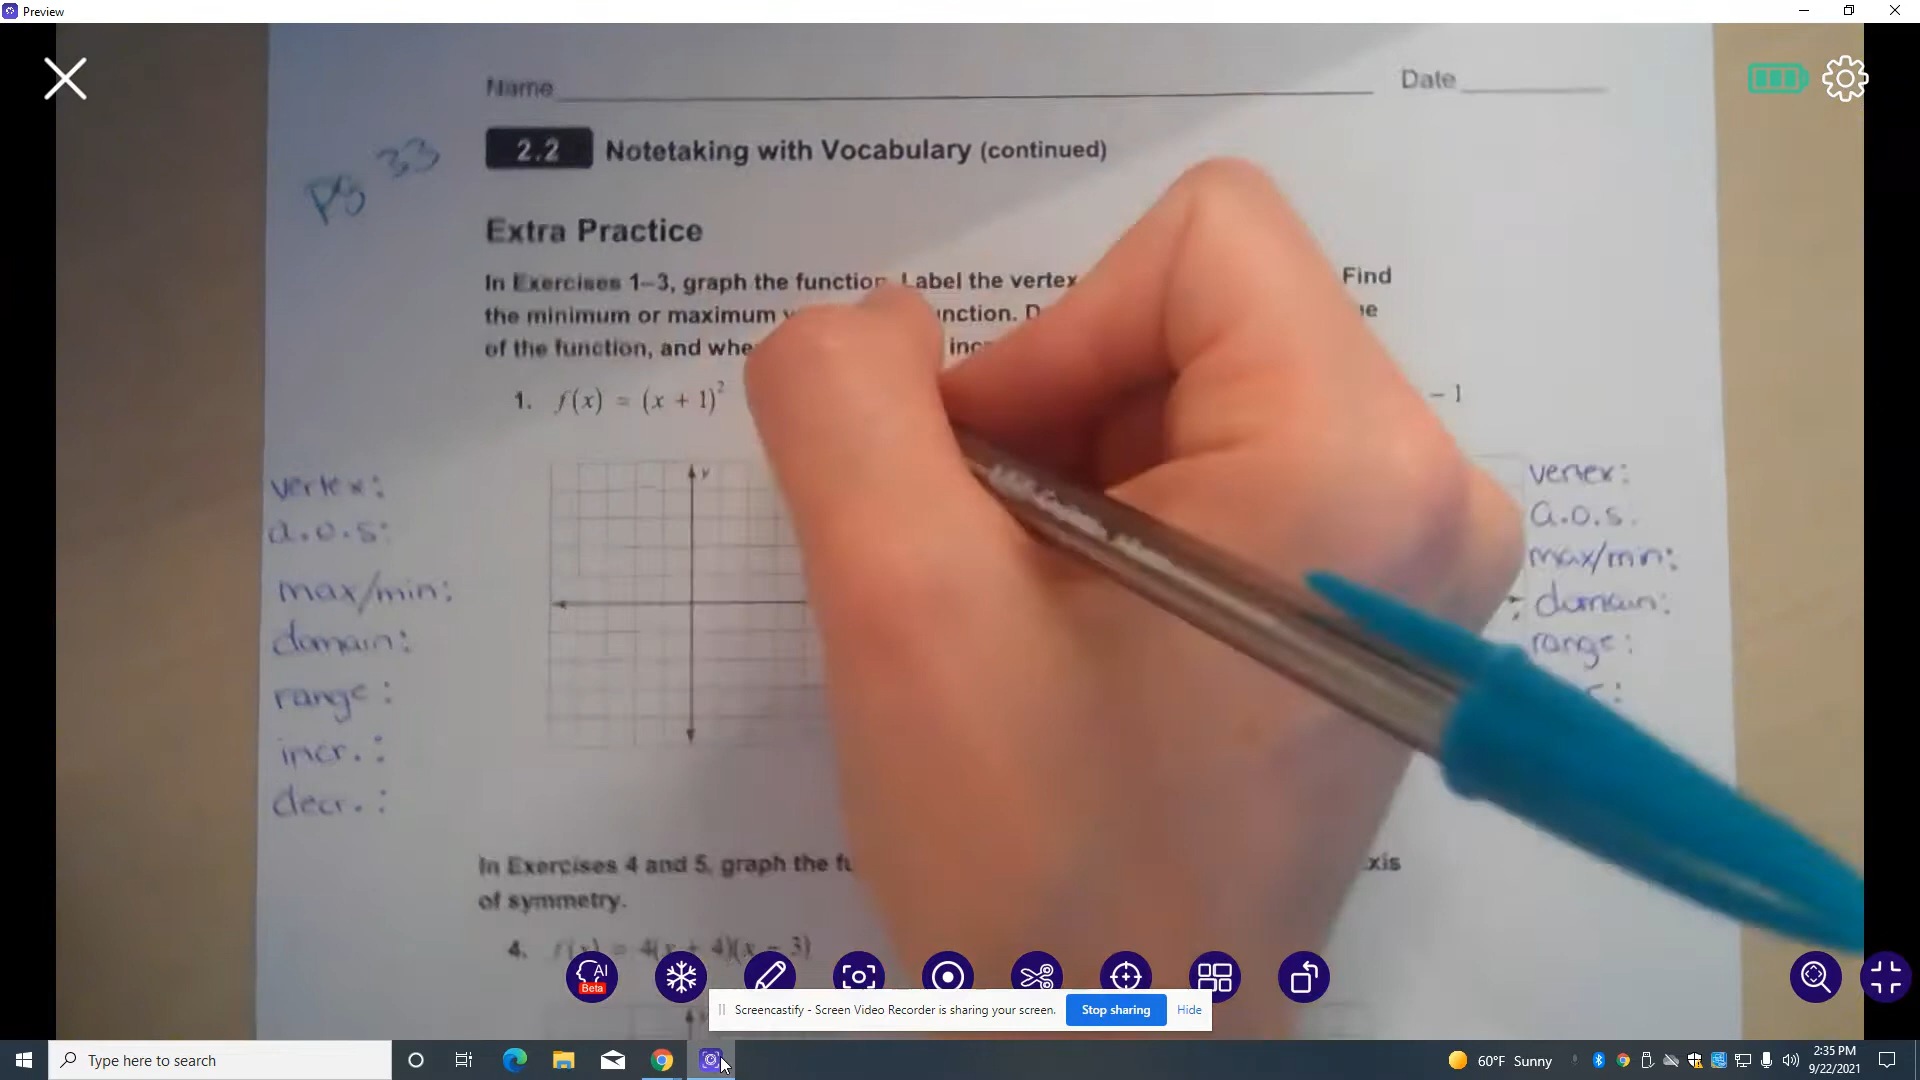 Preview
Name Date
pg 33
2.2 Notetaking with Vocabulary (continued)
Extra Practice
In Exercises 1–3, graph the function. Label the vertex Find
the minimum or maximum
of the function, and
1. f(x) = (x + 1)² − 1
vertex:
a.o.s:
max/min:
domain:
range:
incr.:
decr.:
vertex:
a.o.s.
max/min:
domain:
range:
y
In Exercises 4 and 5, graph the
of symmetry.
4. f(x) = 4(x + 4)(x − 3)
AI
Beta
Screencastify - Screen Video Recorder is sharing your screen. Stop sharing Hide
Type here to search
60°F Sunny
2:35 PM
9/22/2021